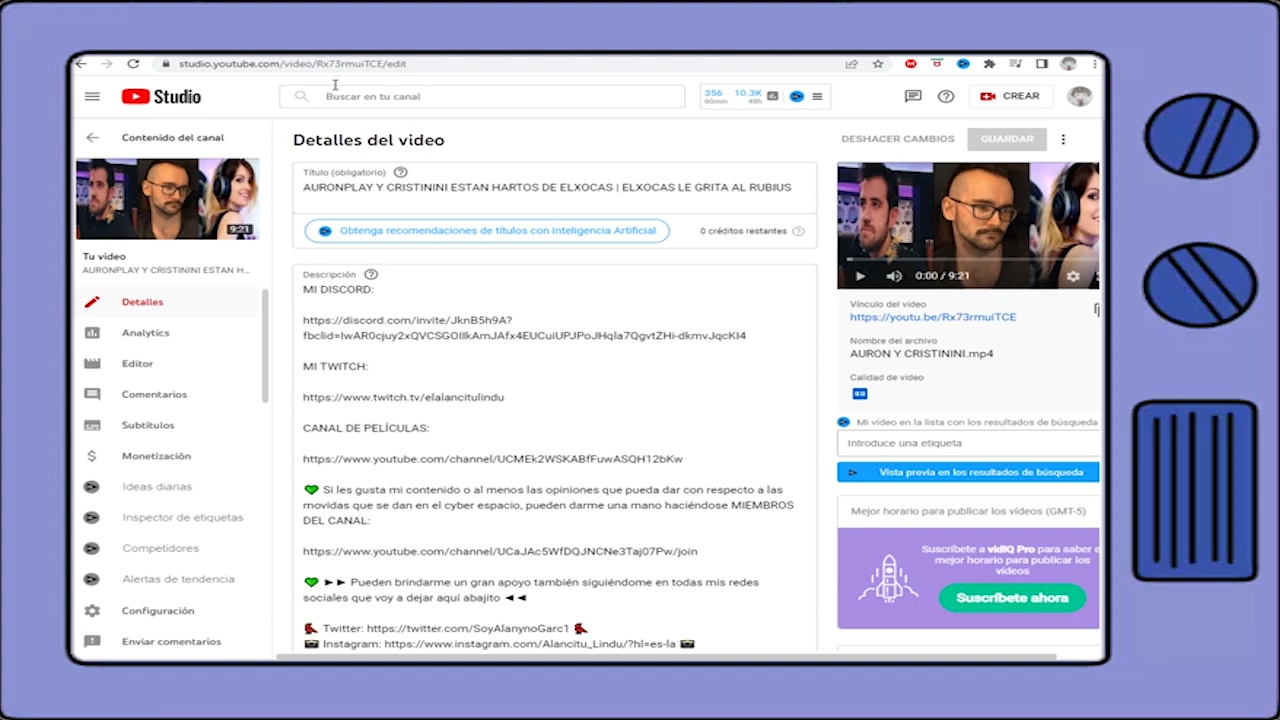 studio.youtube.com/video/Rx73rmuiTCE/edit
Studio
Buscar en tu canal
356
60min
10.3K
48h
CREAR
Contenido del canal
9:21
Tu video
AURONPLAY Y CRISTININI ESTAN H...
Detalles
Analytics
Editor
Comentarios
Subtítulos
Monetización
Ideas diarias
Inspector de etiquetas
Competidores
Alertas de tendencia
Configuración
Enviar comentarios
Detalles del video
DESHACER CAMBIOS
GUARDAR
Título (obligatorio)
AURONPLAY Y CRISTININI ESTAN HARTOS DE ELXOCAS | ELXOCAS LE GRITA AL RUBIUS
Obtenga recomendaciones de títulos con Inteligencia Artificial
0 créditos restantes
Descripción
MI DISCORD:
https://discord.com/invite/JknB5h9A?
fbclid=IwAR0cjuy2xQVCSGOIIkAmJAfx4EUCuiUPJPoJHqla7QgvtZHi-dkmvJqcKI4
MI TWITCH:
https://www.twitch.tv/elalancitulindu
CANAL DE PELÍCULAS:
https://www.youtube.com/channel/UCMEk2WSKABfFuwASQH12bKw
💚 Si les gusta mi contenido o al menos las opiniones que pueda dar con respecto a las
movidas que se dan en el cyber espacio, pueden darme una mano haciéndose MIEMBROS
DEL CANAL:
https://www.youtube.com/channel/UCaJAc5WfDQJNCNe3Taj07Pw/join
💚 ►► Pueden brindarme un gran apoyo también siguiéndome en todas mis redes
sociales que voy a dejar aquí abajito ◄◄
💃 Twitter: https://twitter.com/SoyAlanynoGarc1 💃
📷 Instagram: https://www.instagram.com/Alancitu_Lindu/?hl=es-la 📷
0:00 / 9:21
Vínculo del video
https://youtu.be/Rx73rmuiTCE
Nombre del archivo
AURON Y CRISTININI.mp4
Calidad de video
SD
Mi vídeo en la lista con los resultados de búsqueda
Introduce una etiqueta
Vista previa en los resultados de búsqueda
Mejor horario para publicar los vídeos (GMT-5)
Suscríbete a vidIQ Pro para saber e
mejor horario para publicar los
vídeos
Suscríbete ahora